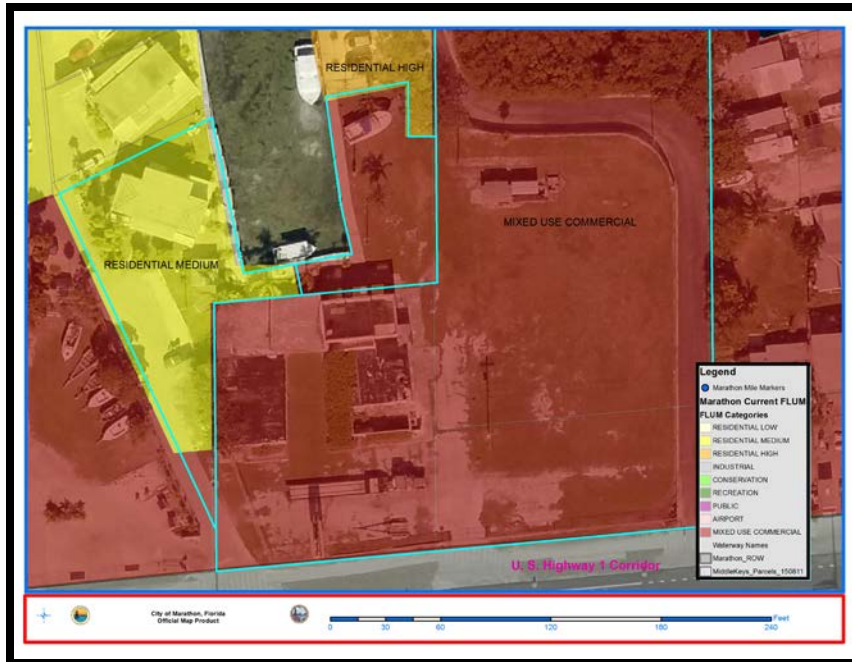 RESIDENTIAL HIGH
MIXED USE COMMERCIAL
RESIDENTIAL MEDIUM
Legend
Marathon Mile Markers
Marathon Current FLUM
FLUM Categories
RESIDENTIAL LOW
RESIDENTIAL MEDIUM
RESIDENTIAL HIGH
INDUSTRIAL
CONSERVATION
RECREATION
PUBLIC
AIRPORT
MIXED USE COMMERCIAL
Waterway Names
Marathon_ROW
MiddleKeys_Parcels_150811
U. S. Highway 1 Corridor
City of Marathon, Florida
Official Map Product
Feet
0 30 60 120 180 240